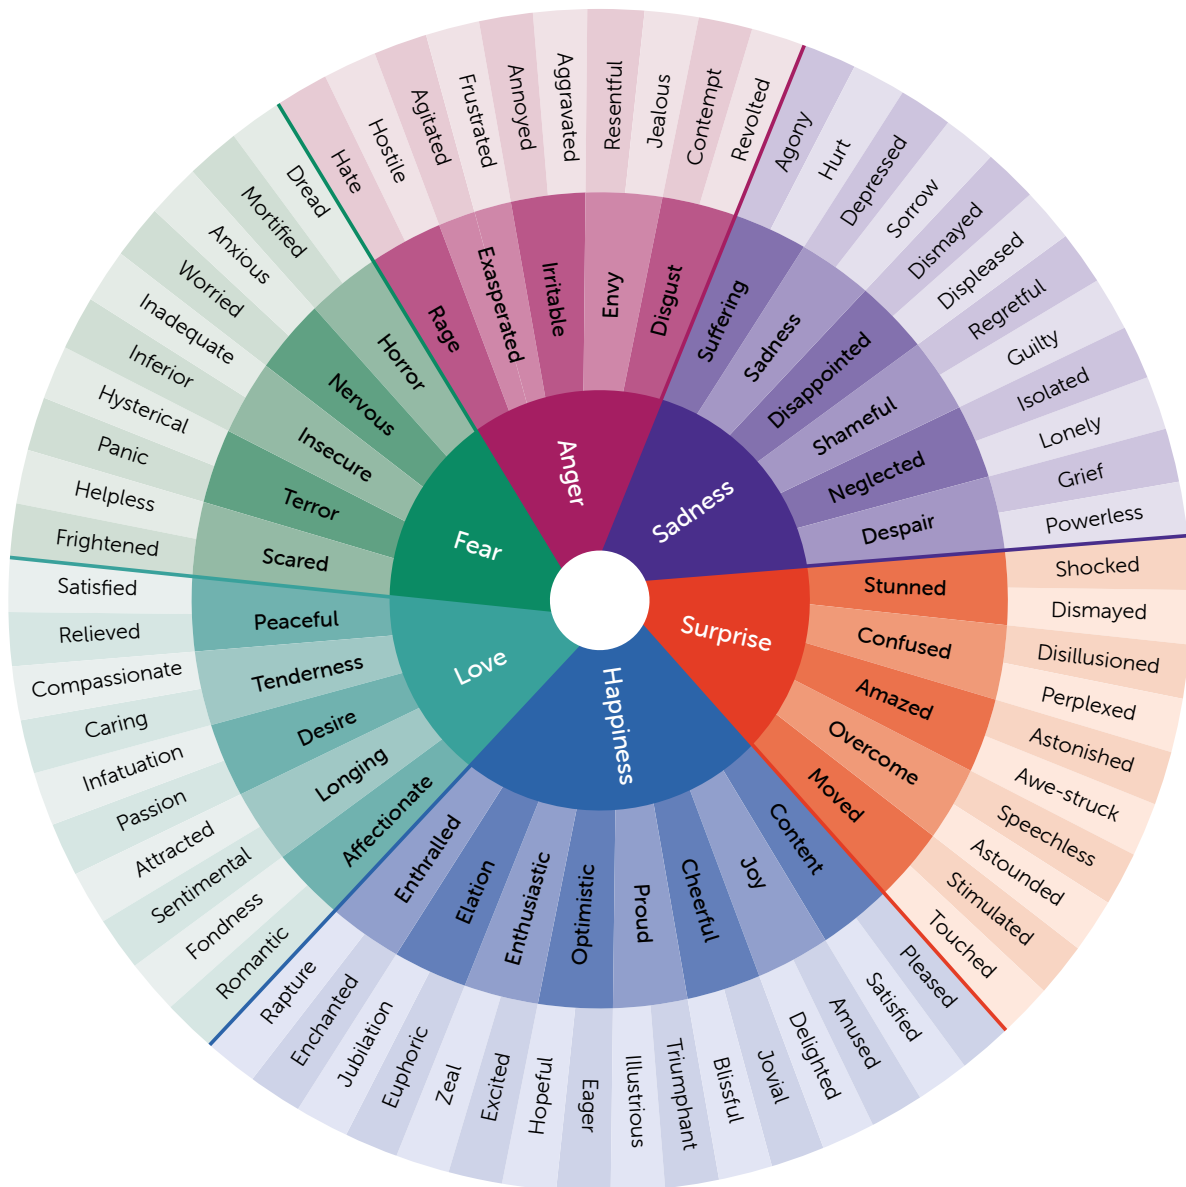 Anger
Rage
Exasperated
Irritable
Envy
Disgust
Hate
Hostile
Agitated
Frustrated
Annoyed
Aggravated
Resentful
Jealous
Contempt
Revolted
Sadness
Suffering
Sadness
Disappointed
Shameful
Neglected
Despair
Agony
Hurt
Depressed
Sorrow
Dismayed
Displeased
Regretful
Guilty
Isolated
Lonely
Grief
Powerless
Surprise
Stunned
Confused
Amazed
Overcome
Moved
Shocked
Dismayed
Disillusioned
Perplexed
Astonished
Awe-struck
Speechless
Astounded
Stimulated
Touched
Happiness
Content
Joy
Cheerful
Proud
Optimistic
Enthusiastic
Elation
Enthralled
Pleased
Satisfied
Amused
Delighted
Jovial
Blissful
Triumphant
Illustrious
Eager
Hopeful
Excited
Zeal
Euphoric
Jubilation
Enchanted
Rapture
Love
Affectionate
Longing
Desire
Tenderness
Peaceful
Romantic
Fondness
Sentimental
Attracted
Passion
Infatuation
Caring
Compassionate
Relieved
Satisfied
Fear
Scared
Terror
Insecure
Nervous
Horror
Frightened
Helpless
Panic
Hysterical
Inferior
Inadequate
Worried
Anxious
Mortified
Dread